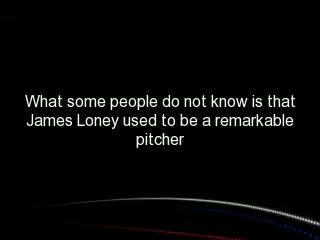 What some people do not know is that
James Loney used to be a remarkable
pitcher